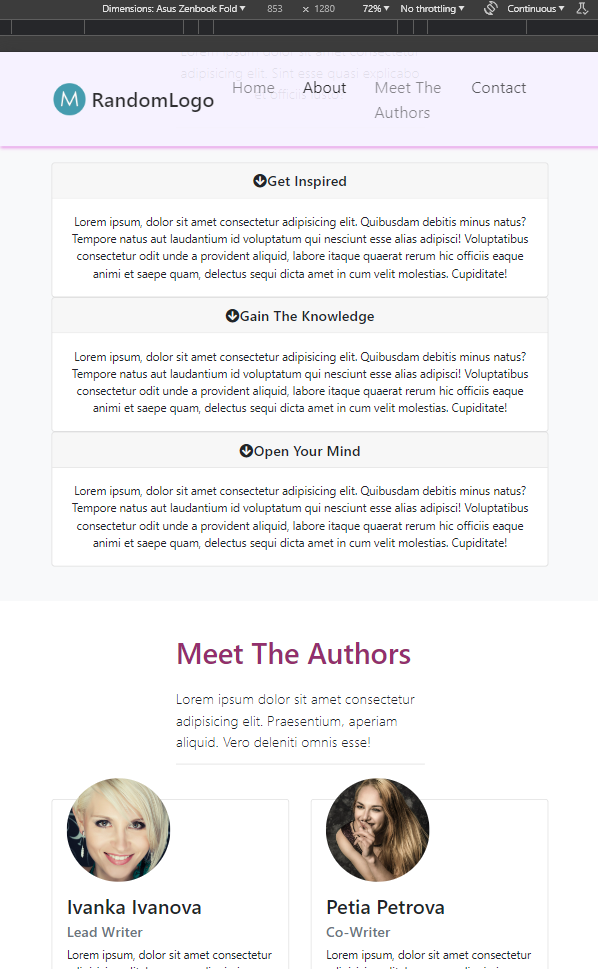 Dimensions: Asus Zenbook Fold ▼ 853 x 1280 72% ▼ No throttling ▼ Continuous ▼
Lorem ipsum dolor sit amet consectetur
adipisicing elit. Sint esse quasi explicabo
et officiis iusto.
M RandomLogo Home About Meet The Authors Contact
Get Inspired
Lorem ipsum, dolor sit amet consectetur adipisicing elit. Quibusdam debitis minus natus?
Tempore natus aut laudantium id voluptatum qui nesciunt esse alias adipisci! Voluptatibus
consectetur odit unde a provident aliquid, labore itaque quaerat rerum hic officiis eaque
animi et saepe quam, delectus sequi dicta amet in cum velit molestias. Cupiditate!
Gain The Knowledge
Lorem ipsum, dolor sit amet consectetur adipisicing elit. Quibusdam debitis minus natus?
Tempore natus aut laudantium id voluptatum qui nesciunt esse alias adipisci! Voluptatibus
consectetur odit unde a provident aliquid, labore itaque quaerat rerum hic officiis eaque
animi et saepe quam, delectus sequi dicta amet in cum velit molestias. Cupiditate!
Open Your Mind
Lorem ipsum, dolor sit amet consectetur adipisicing elit. Quibusdam debitis minus natus?
Tempore natus aut laudantium id voluptatum qui nesciunt esse alias adipisci! Voluptatibus
consectetur odit unde a provident aliquid, labore itaque quaerat rerum hic officiis eaque
animi et saepe quam, delectus sequi dicta amet in cum velit molestias. Cupiditate!
Meet The Authors
Lorem ipsum dolor sit amet consectetur
adipisicing elit. Praesentium, aperiam
aliquid. Vero deleniti omnis esse!
Ivanka Ivanova
Lead Writer
Lorem ipsum, dolor sit amet consectetur
Petia Petrova
Co-Writer
Lorem ipsum, dolor sit amet consectetur